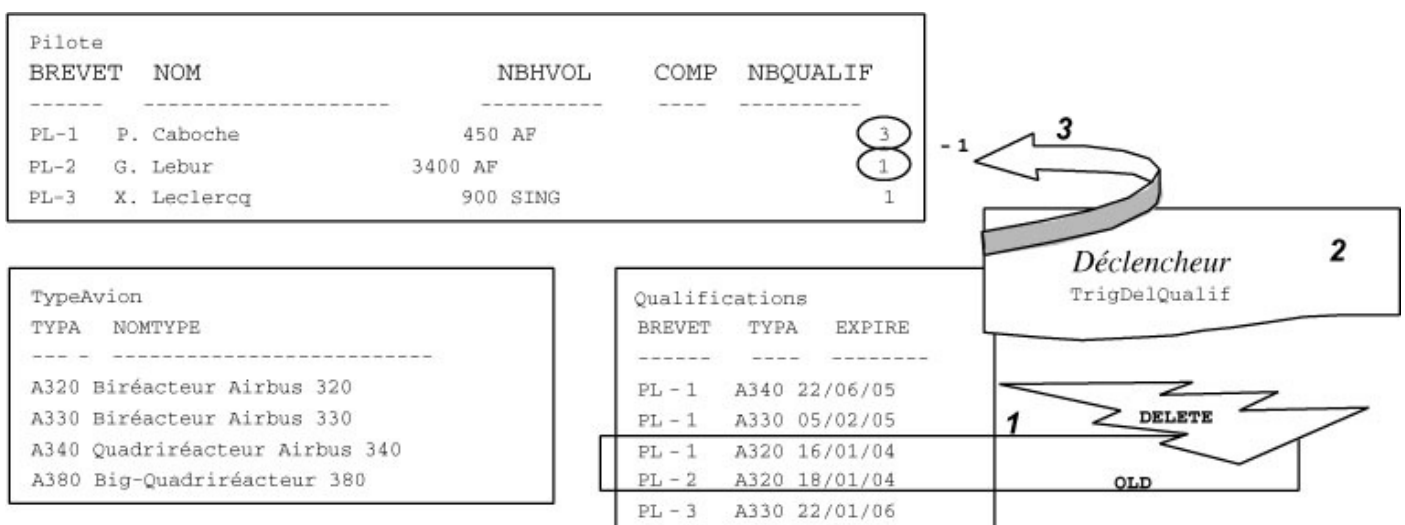 Pilote
BREVET NOM NBHVOL COMP NBQUALIF
------ -------------------- ---------- ---- ----------
PL-1 P. Caboche 450 AF 3
PL-2 G. Lebur 3400 AF 1
PL-3 X. Leclercq 900 SING 1
- 1
3
Déclencheur
TrigDelQualif
2
TypeAvion
TYPA NOMTYPE
--- - --------------------------
A320 Biréacteur Airbus 320
A330 Biréacteur Airbus 330
A340 Quadriréacteur Airbus 340
A380 Big-Quadriréacteur 380
Qualifications
BREVET TYPA EXPIRE
------ ---- --------
PL-1 A340 22/06/05
PL-1 A330 05/02/05
PL-1 A320 16/01/04
PL-2 A320 18/01/04
PL-3 A330 22/01/06
1
DELETE
OLD